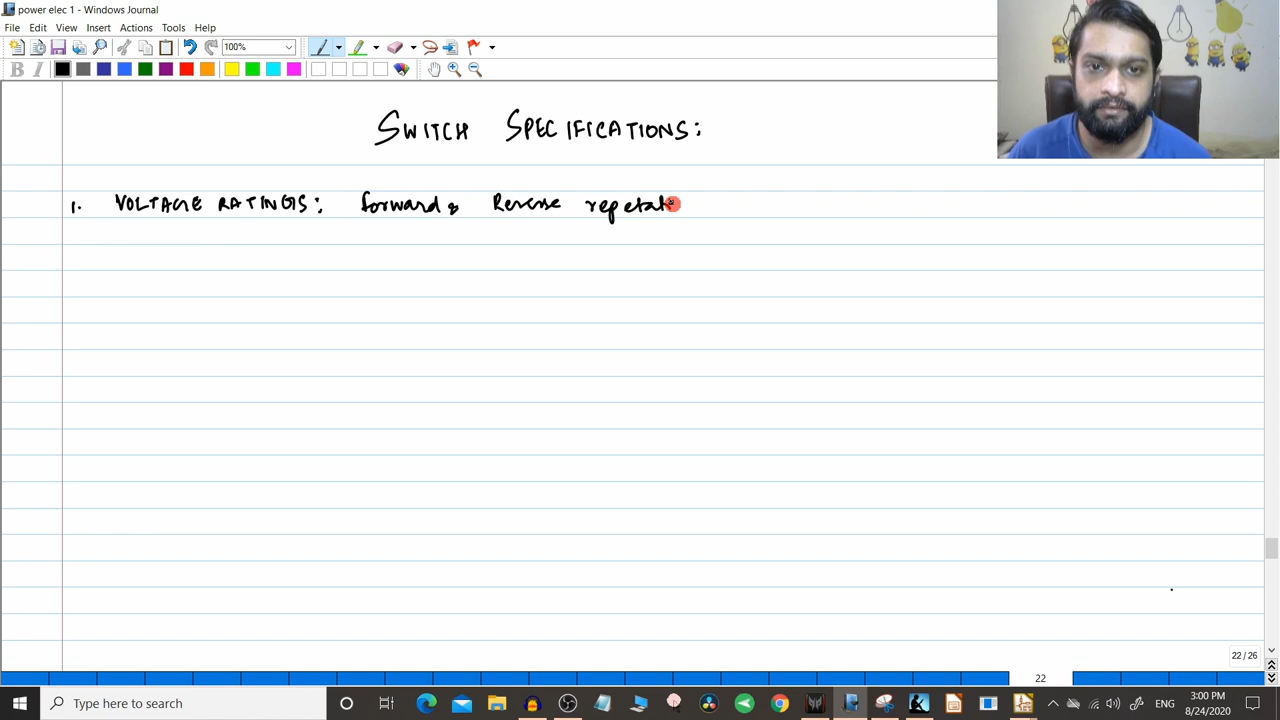 power elec 1 - Windows Journal
File Edit View Insert Actions Tools Help
100%
B I
SWITCH SPECIFICATIONS:
1. VOLTAGE RATINGS: forward & Reverse repetat
22 / 26
22
Type here to search
ENG
3:00 PM
8/24/2020